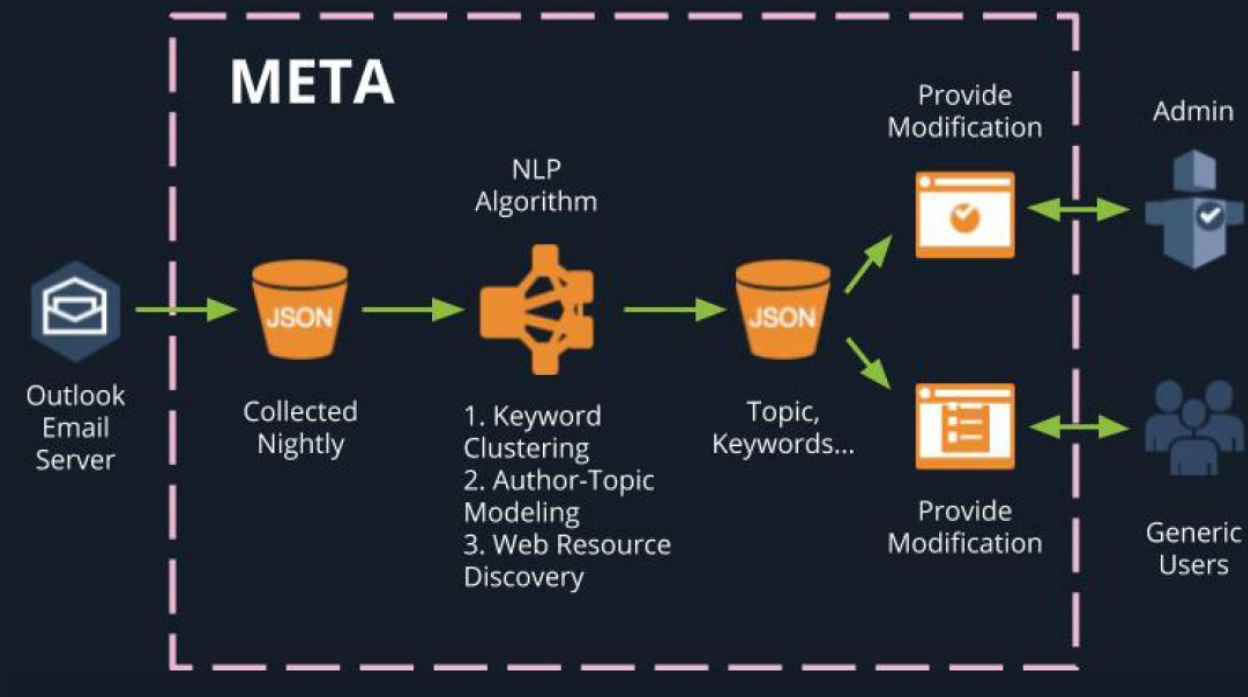 META
Provide
Modification
Admin
NLP
Algorithm
JSON
JSON
Outlook
Email
Server
Collected
Nightly
1. Keyword
Clustering
2. Author-Topic
Modeling
3. Web Resource
Discovery
Topic,
Keywords...
Provide
Modification
Generic
Users